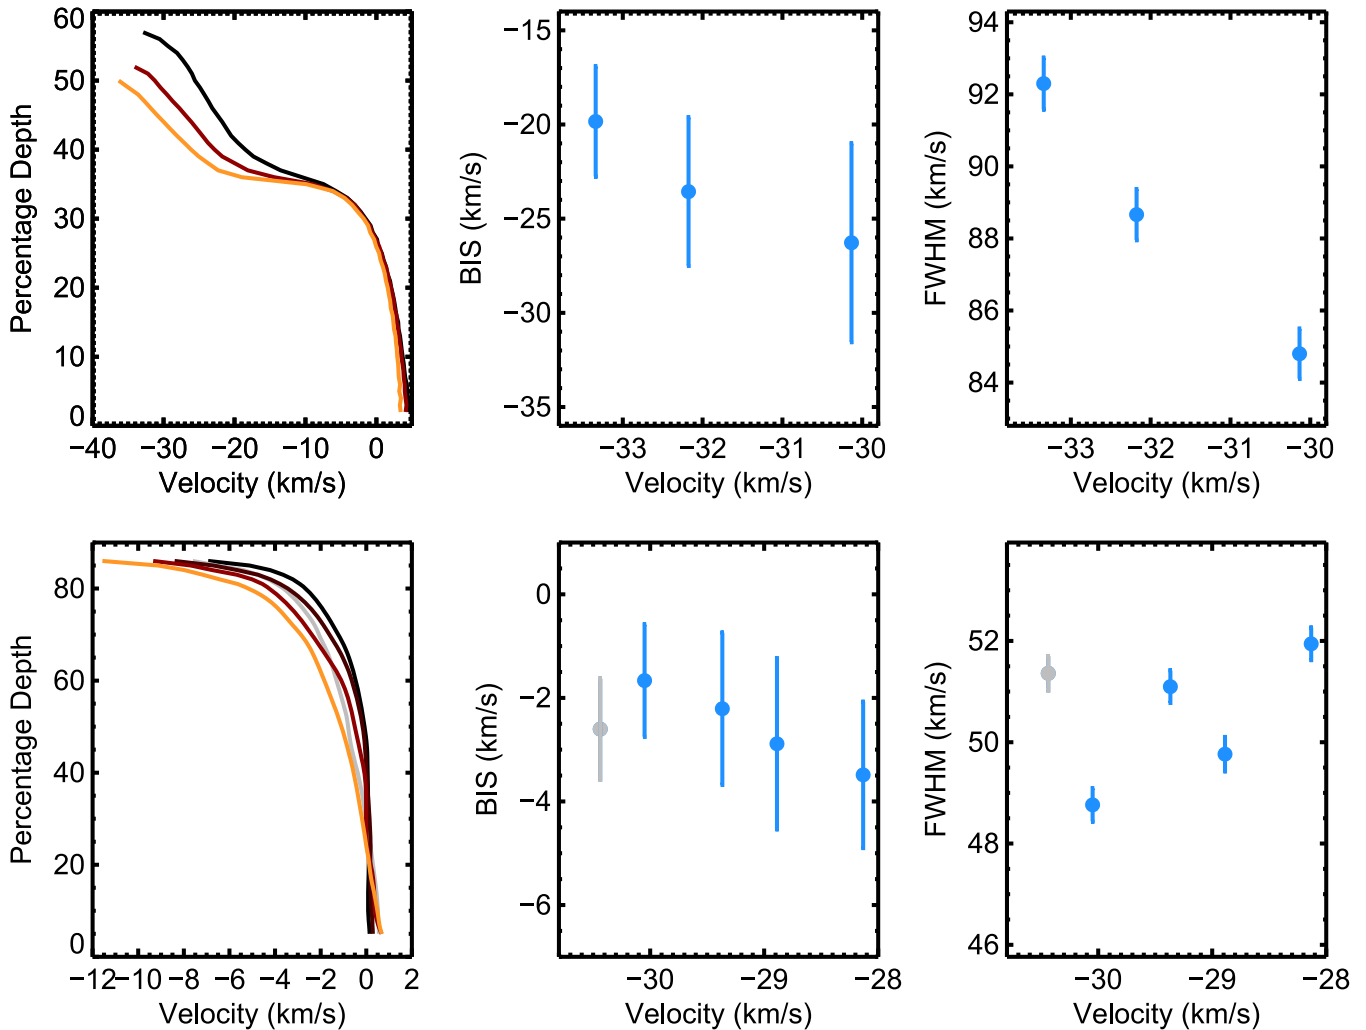 60
50
40
30
20
10
0
Percentage Depth
−40 −30 −20 −10 0
Velocity (km/s)
−15
−20
−25
−30
−35
BIS (km/s)
−33 −32 −31 −30
Velocity (km/s)
94
92
90
88
86
84
FWHM (km/s)
−33 −32 −31 −30
Velocity (km/s)
80
60
40
20
0
Percentage Depth
−12 −10 −8 −6 −4 −2 0 2
Velocity (km/s)
0
−2
−4
−6
BIS (km/s)
−30 −29 −28
Velocity (km/s)
52
50
48
46
FWHM (km/s)
−30 −29 −28
Velocity (km/s)